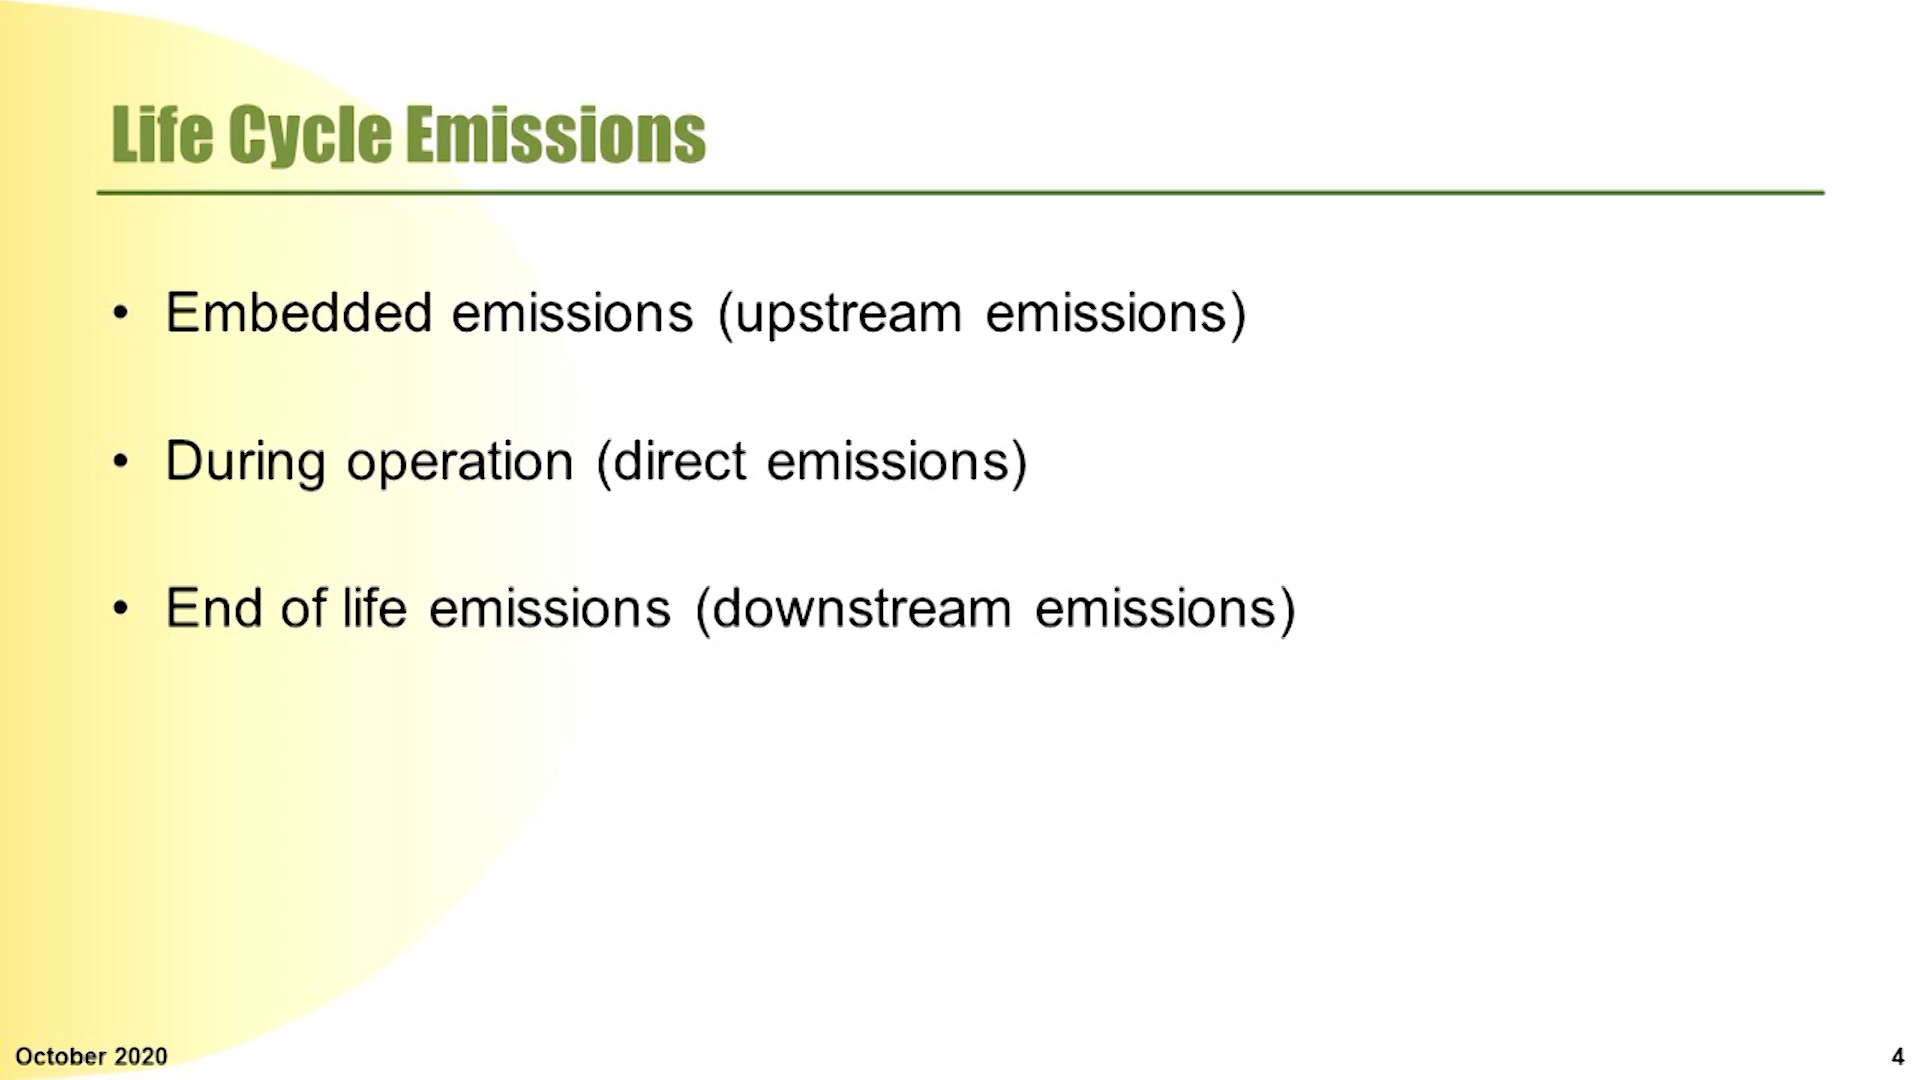 Life Cycle Emissions
• Embedded emissions (upstream emissions)
• During operation (direct emissions)
• End of life emissions (downstream emissions)
October 2020
4